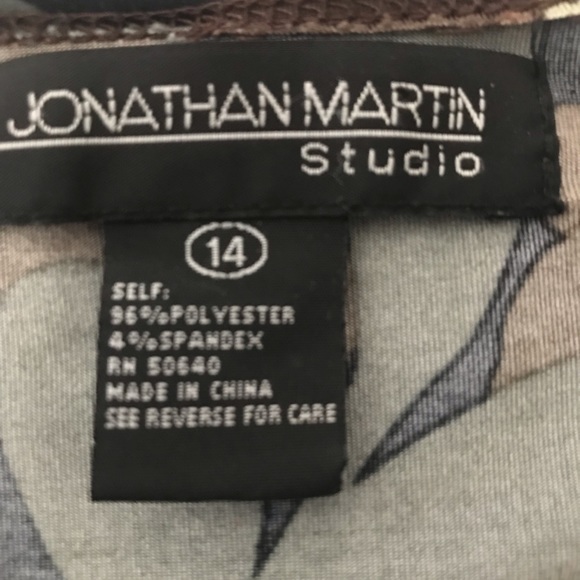 JONATHAN MARTIN
Studio
14
SELF:
96%POLYESTER
4%SPANDEX
RN 50640
MADE IN CHINA
SEE REVERSE FOR CARE